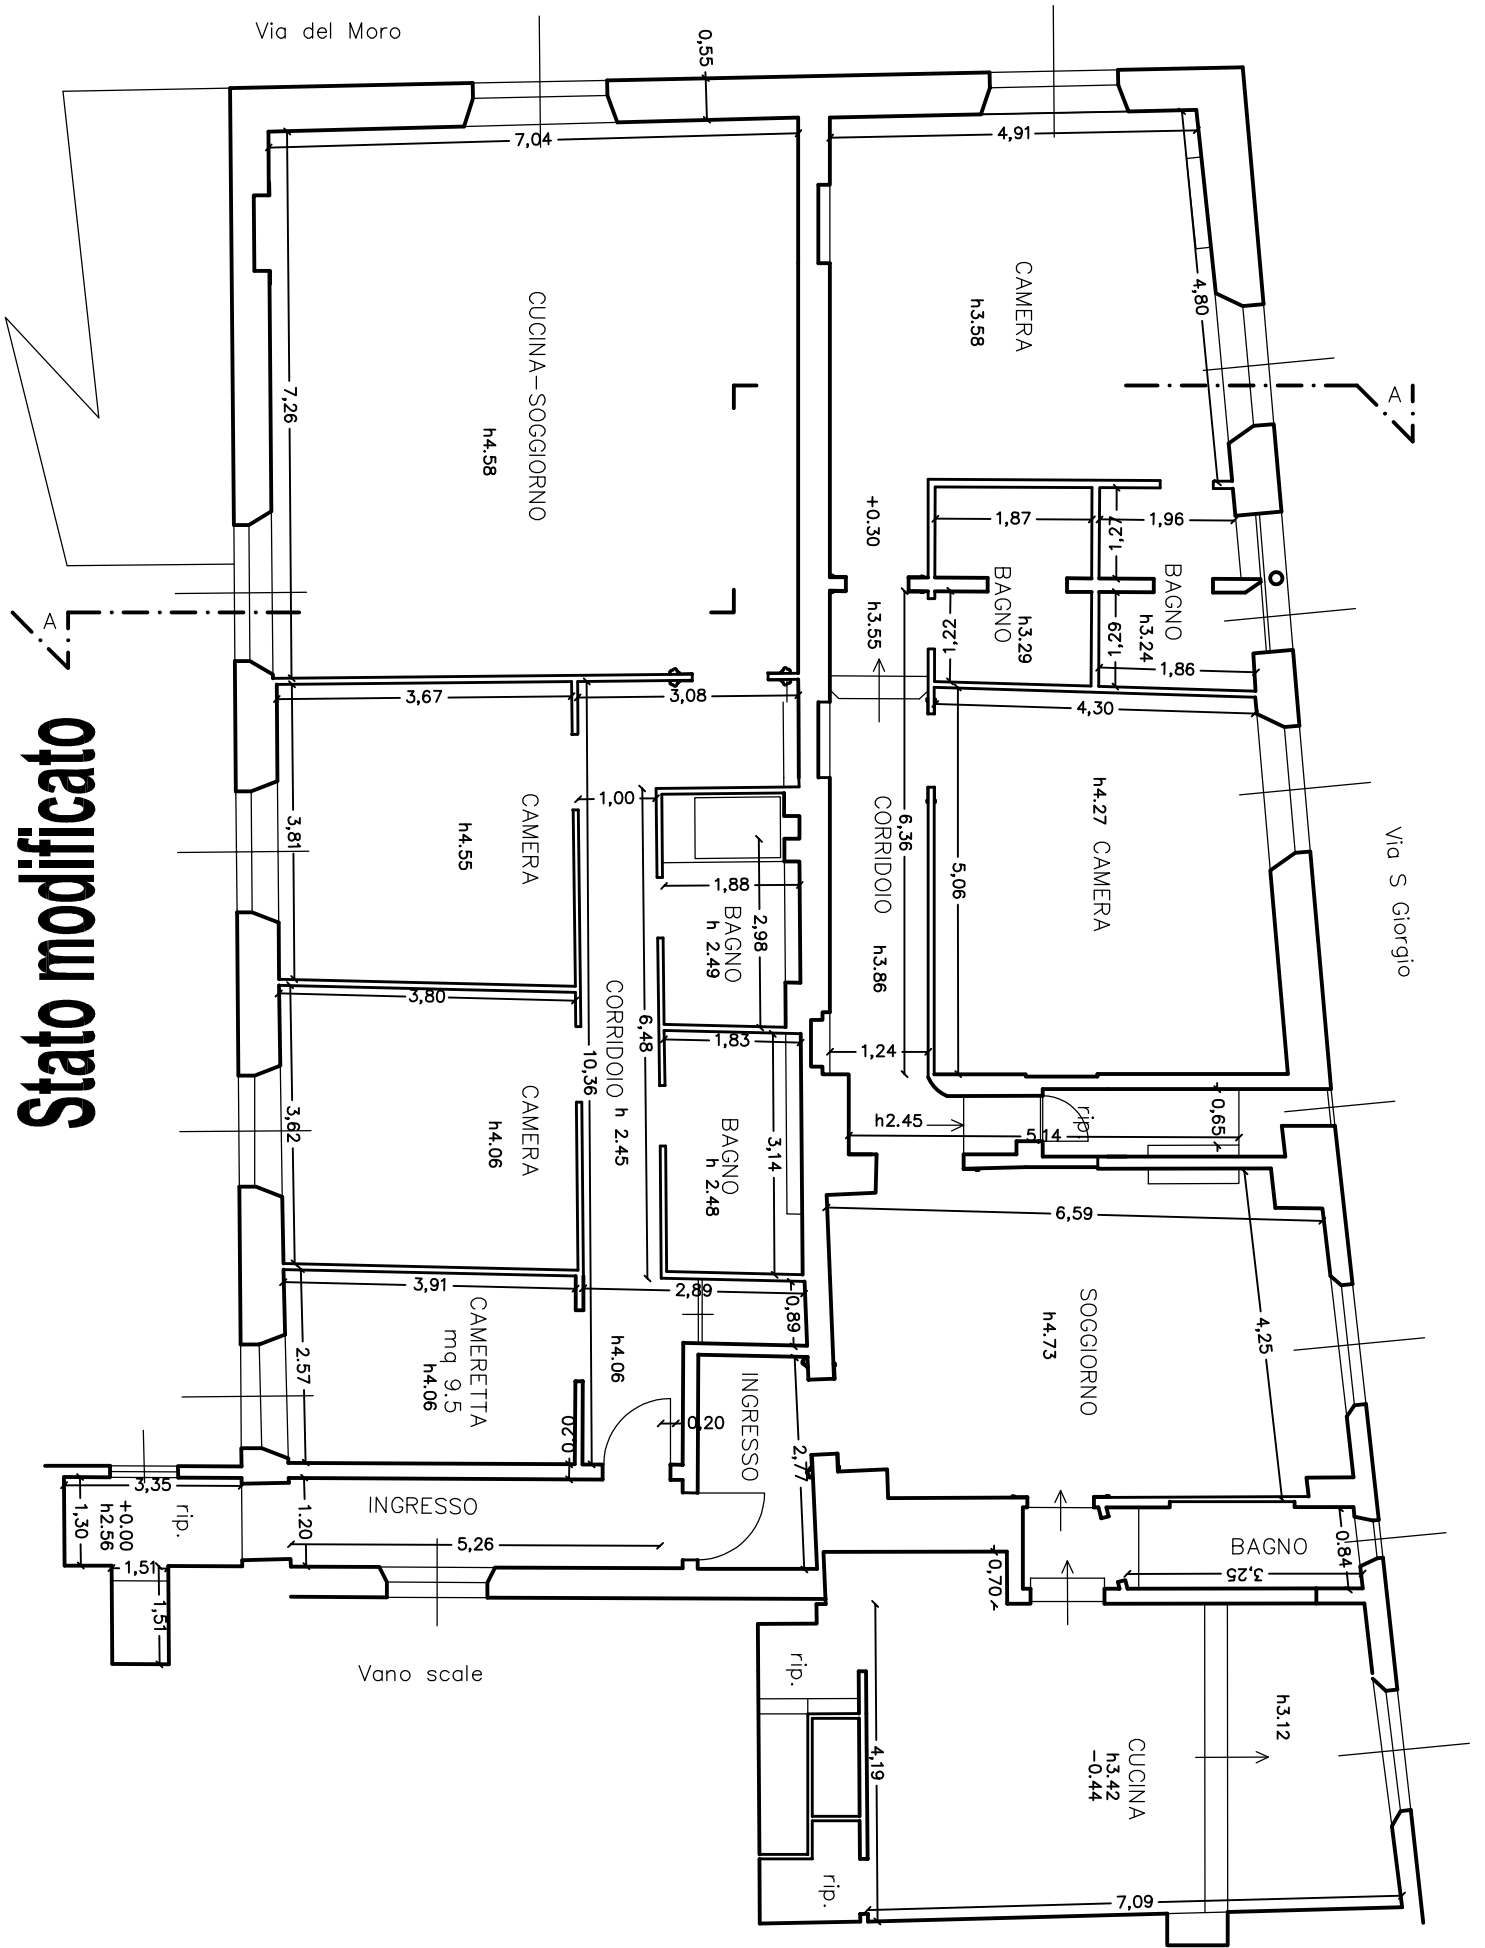 Via del Moro
0,55
7,04
4,91
4,80
CAMERA
h3.58
CUCINA-SOGGIORNO
h4.58
7,26
A
A
+0.30
1,87
1,27
1,96
BAGNO
h3.29
BAGNO
h3.24
h3.55
1,22
1,29
1,86
3,67
3,08
4,30
Stato modificato
CAMERA
h4.55
3,81
1,00
1,88
BAGNO
h 2.49
2,98
CORRIDOIO
6,36
h3.86
5,06
h4.27 CAMERA
Via S Giorgio
3,80
CORRIDOIO h 2.45
10,36
6,48
1,83
1,24
CAMERA
h4.06
3,62
BAGNO
h 2.48
3,14
h2.45
5,14
rip.
0,65
6,59
3,91
2,89
0,89
SOGGIORNO
h4.73
4,25
CAMERETTA
mq 9.5
h4.06
2.57
h4.06
0,20
0,20
INGRESSO
2,77
3,35
1,30
+0.00
h2.56
rip.
1,51
1,51
INGRESSO
1.20
5,26
BAGNO
0.84
3,25
0,70
Vano scale
rip.
4,19
CUCINA
h3.42
-0.44
h3.12
rip.
7,09